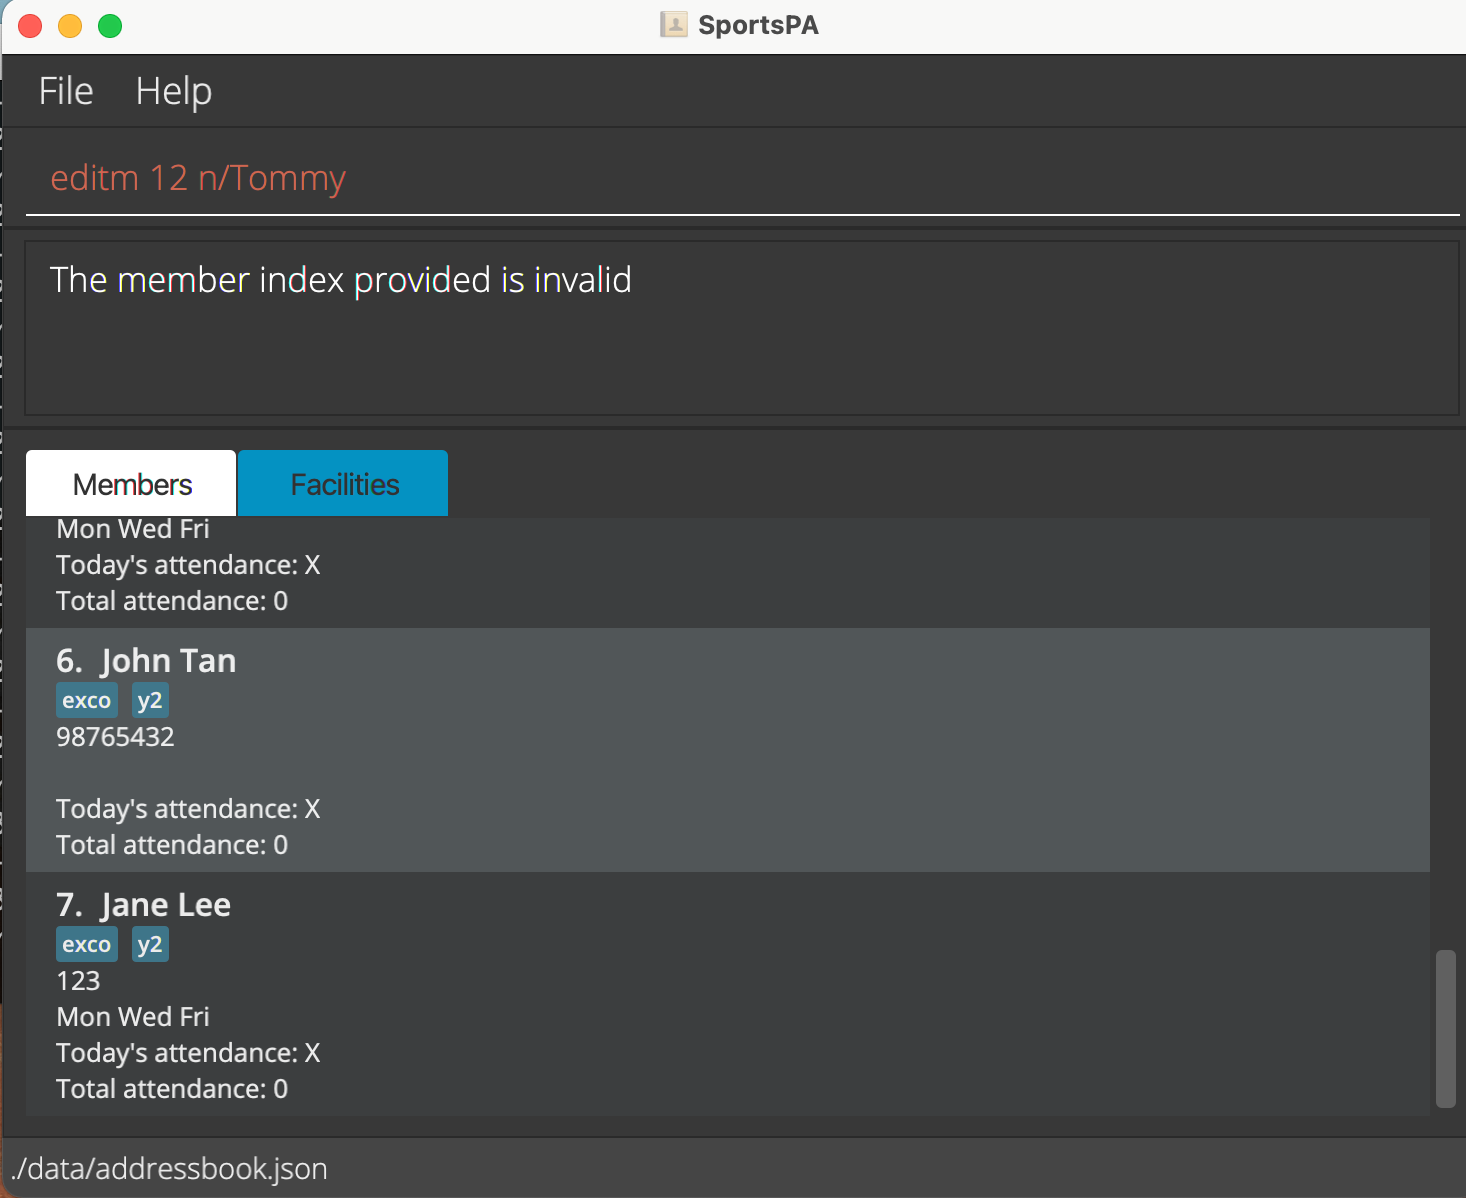 SportsPA
File Help
editm 12 n/Tommy
The member index provided is invalid
Members Facilities
Mon Wed Fri
Today's attendance: X
Total attendance: 0
6. John Tan
exco y2
98765432
Today's attendance: X
Total attendance: 0
7. Jane Lee
exco y2
123
Mon Wed Fri
Today's attendance: X
Total attendance: 0
./data/addressbook.json